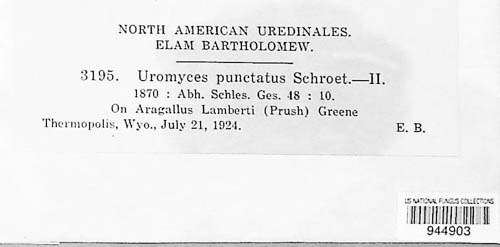 NORTH AMERICAN UREDINALES.
ELAM BARTHOLOMEW.
3195. Uromyces punctatus Schroet.—II.
1870 : Abh. Schles. Ges. 48 : 10.
On Aragallus Lamberti (Prush) Greene
Thermopolis, Wyo., July 21, 1924. E. B.
US NATIONAL FUNGUS COLLECTIONS
944903